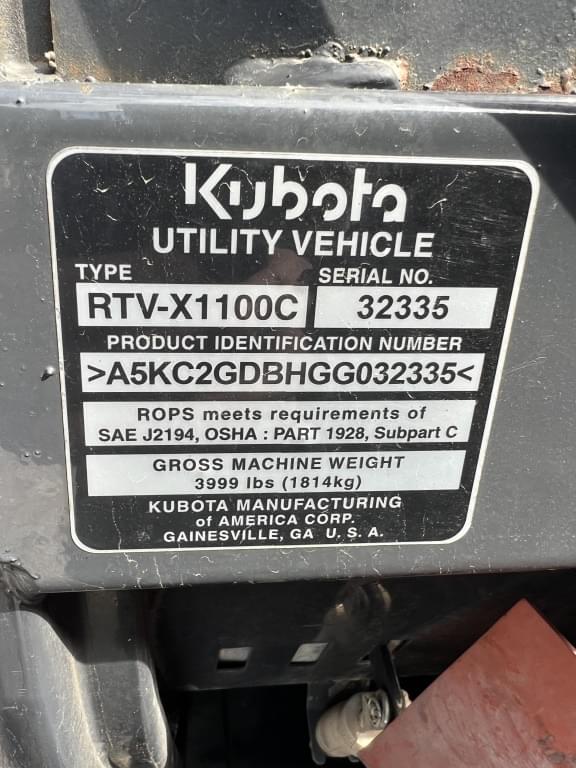 Kubota
UTILITY VEHICLE
TYPE SERIAL NO.
RTV-X1100C 32335
PRODUCT IDENTIFICATION NUMBER
>A5KC2GDBHGG032335<
ROPS meets requirements of
SAE J2194, OSHA : PART 1928, Subpart C
GROSS MACHINE WEIGHT
3999 lbs (1814kg)
KUBOTA MANUFACTURING
of AMERICA CORP.
GAINESVILLE, GA U. S. A.